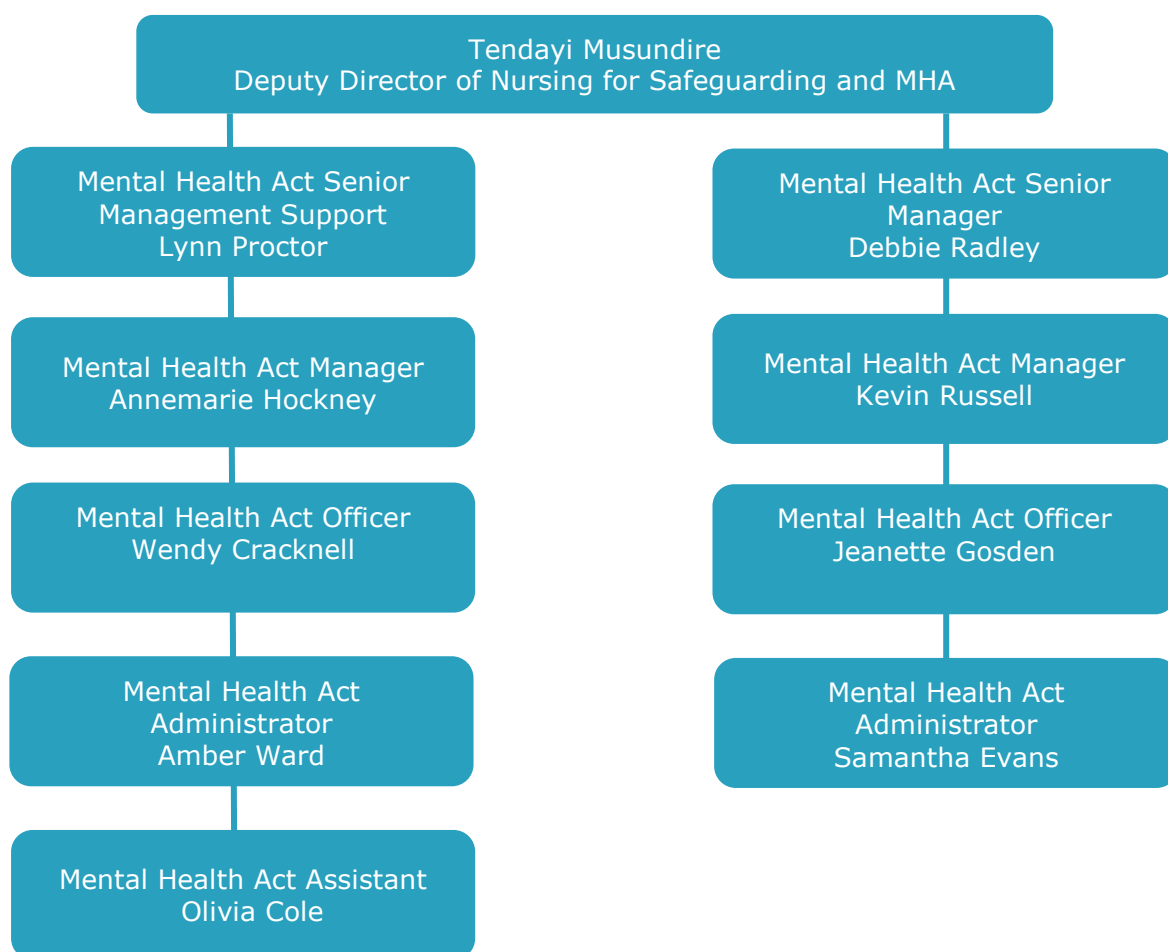 Tendayi Musundire
Deputy Director of Nursing for Safeguarding and MHA
Mental Health Act Senior
Management Support
Lynn Proctor
Mental Health Act Manager
Annemarie Hockney
Mental Health Act Officer
Wendy Cracknell
Mental Health Act
Administrator
Amber Ward
Mental Health Act Assistant
Olivia Cole
Mental Health Act Senior
Manager
Debbie Radley
Mental Health Act Manager
Kevin Russell
Mental Health Act Officer
Jeanette Gosden
Mental Health Act
Administrator
Samantha Evans